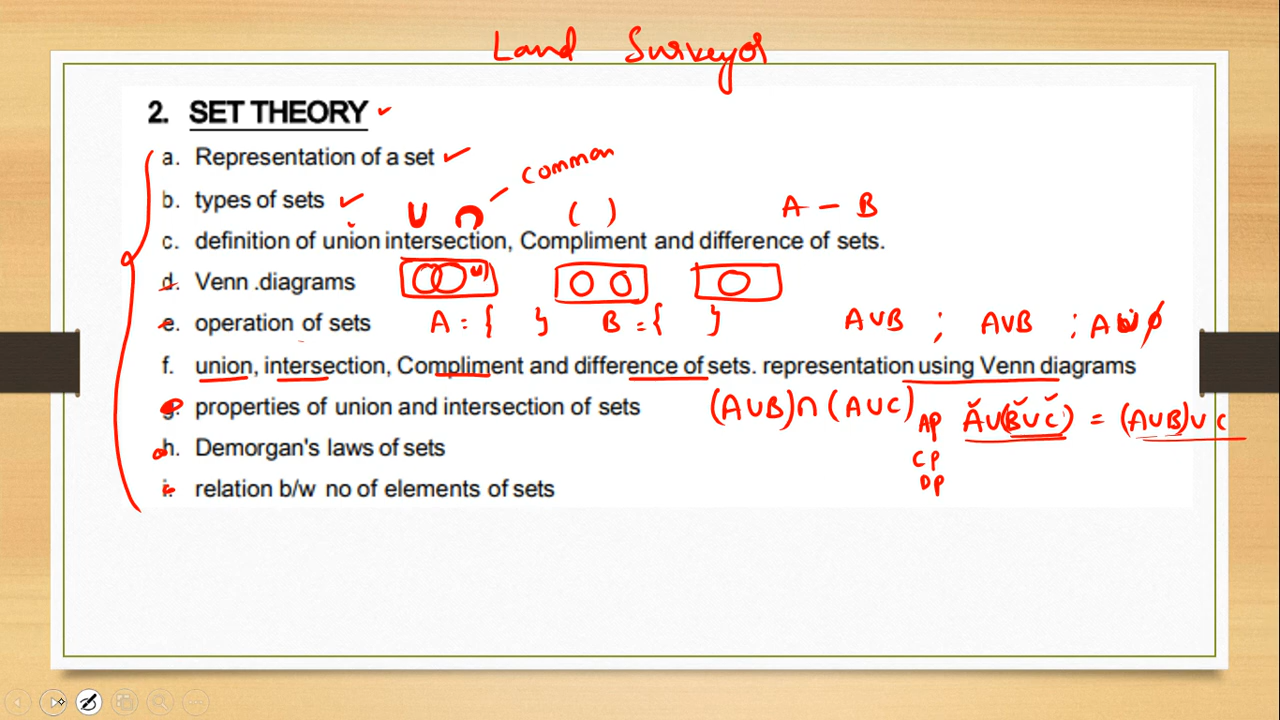 Land Surveyor
2. SET THEORY
a. Representation of a set
common
b. types of sets
∪ ∩ ( ) A – B
c. definition of union intersection, Compliment and difference of sets.
d. Venn .diagrams
e. operation of sets A = { } B = { } A∪B ; A∪B ; A ∪ φ
f. union, intersection, Compliment and difference of sets. representation using Venn diagrams
g. properties of union and intersection of sets (A∪B)∩(A∪C) AP A∪(B∪C) = (A∪B)∪C
h. Demorgan's laws of sets CP
DP
i. relation b/w no of elements of sets